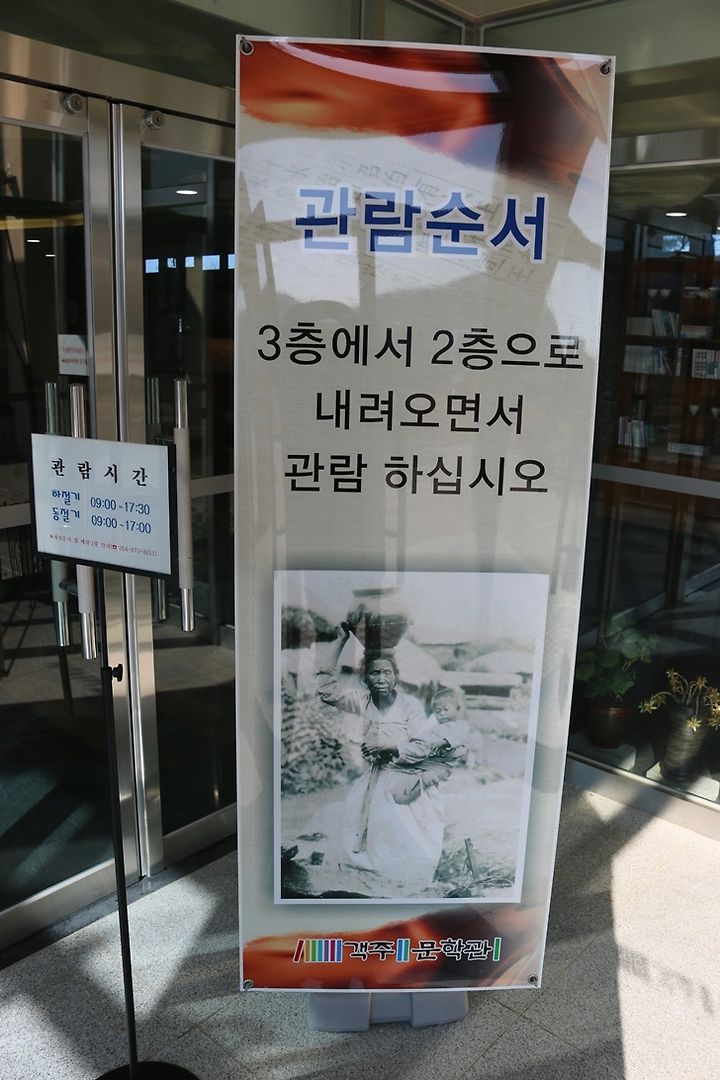 관람순서
3층에서 2층으로
내려오면서
관람 하십시오
객주 문학관
관람시간
하절기 09:00 ~17:30
동절기 09:00 ~17:00